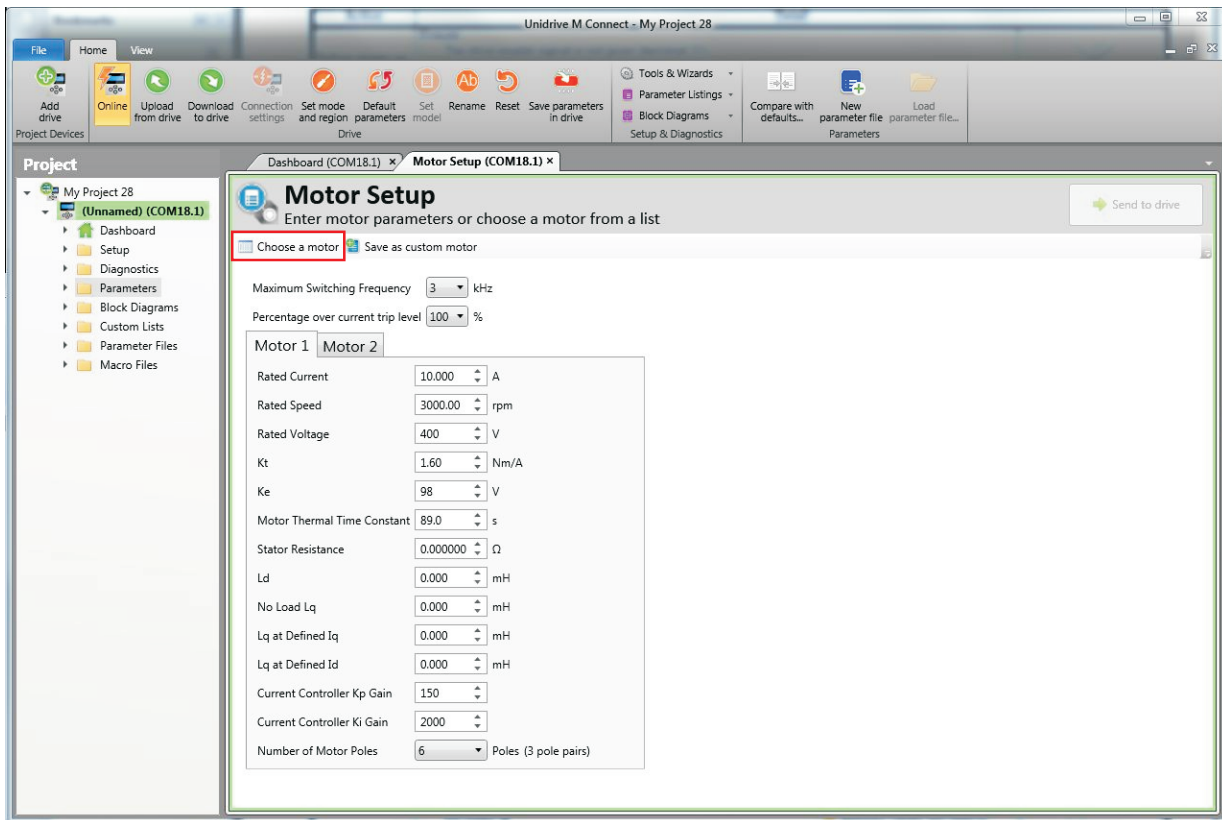 Unidrive M Connect - My Project 28
File Home View
Add drive
Online
Upload from drive
Download to drive
Connection settings
Set mode and region
Default parameters
Set model
Rename
Reset
Save parameters in drive
Tools & Wizards
Parameter Listings
Block Diagrams
Compare with defaults...
New parameter file
Load parameter file...
Project Devices
Drive
Setup & Diagnostics
Parameters
Project
Dashboard (COM18.1) ×
Motor Setup (COM18.1) ×
My Project 28
(Unnamed) (COM18.1)
Dashboard
Setup
Diagnostics
Parameters
Block Diagrams
Custom Lists
Parameter Files
Macro Files
Motor Setup
Enter motor parameters or choose a motor from a list
Send to drive
Choose a motor
Save as custom motor
Maximum Switching Frequency 3 kHz
Percentage over current trip level 100 %
Motor 1 Motor 2
Rated Current 10.000 A
Rated Speed 3000.00 rpm
Rated Voltage 400 V
Kt 1.60 Nm/A
Ke 98 V
Motor Thermal Time Constant 89.0 s
Stator Resistance 0.000000 Ω
Ld 0.000 mH
No Load Lq 0.000 mH
Lq at Defined Iq 0.000 mH
Lq at Defined Id 0.000 mH
Current Controller Kp Gain 150
Current Controller Ki Gain 2000
Number of Motor Poles 6 Poles (3 pole pairs)